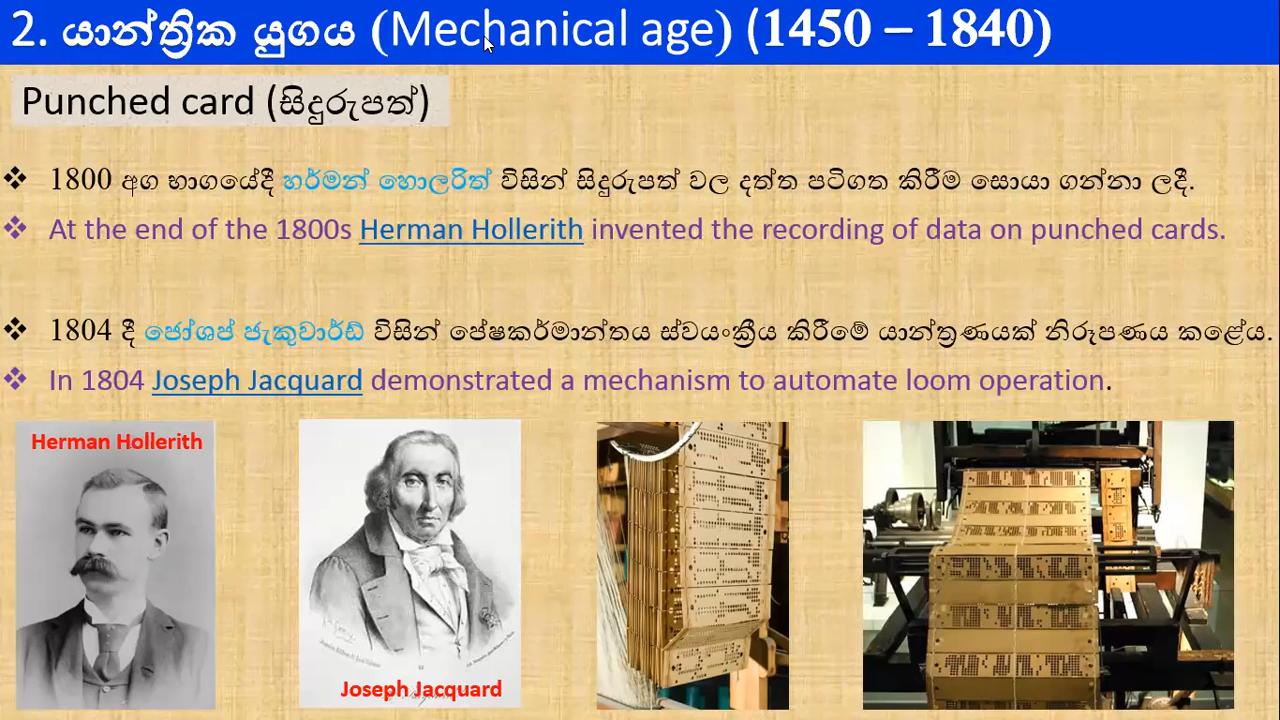 2. යාන්ත්‍රික යුගය (Mechanical age) (1450 – 1840)
Punched card (සිදුරුපත්)
❖ 1800 අග භාගයේදී හර්මන් හොලරිත් විසින් සිදුරුපත් වල දත්ත පටිගත කිරීම සොයා ගන්නා ලදී.
❖ At the end of the 1800s Herman Hollerith invented the recording of data on punched cards.
❖ 1804 දී ජෝශප් ජැකුවාර්ඩ් විසින් පේෂකර්මාන්තය ස්වයංක්‍රීය කිරීමේ යාන්ත්‍රණයක් නිරූපණය කළේය.
❖ In 1804 Joseph Jacquard demonstrated a mechanism to automate loom operation.
Herman Hollerith
Joseph Jacquard